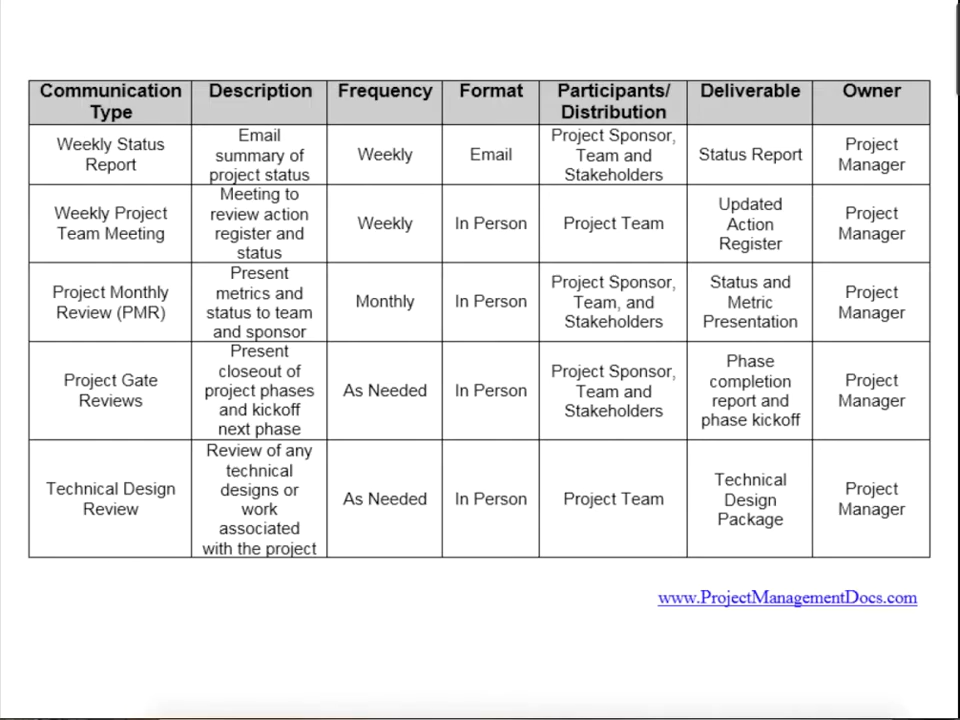 Communication Type
Description
Frequency
Format
Participants/ Distribution
Deliverable
Owner
Weekly Status
Report
Email
summary of
project status
Weekly
Email
Project Sponsor,
Team and
Stakeholders
Status Report
Project
Manager
Weekly Project
Team Meeting
Meeting to
review action
register and
status
Weekly
In Person
Project Team
Updated
Action
Register
Project
Manager
Project Monthly
Review (PMR)
Present
metrics and
status to team
and sponsor
Monthly
In Person
Project Sponsor,
Team, and
Stakeholders
Status and
Metric
Presentation
Project
Manager
Project Gate
Reviews
Present
closeout of
project phases
and kickoff
next phase
As Needed
In Person
Project Sponsor,
Team and
Stakeholders
Phase
completion
report and
phase kickoff
Project
Manager
Technical Design
Review
Review of any
technical
designs or
work
associated
with the project
As Needed
In Person
Project Team
Technical
Design
Package
Project
Manager
www.ProjectManagementDocs.com